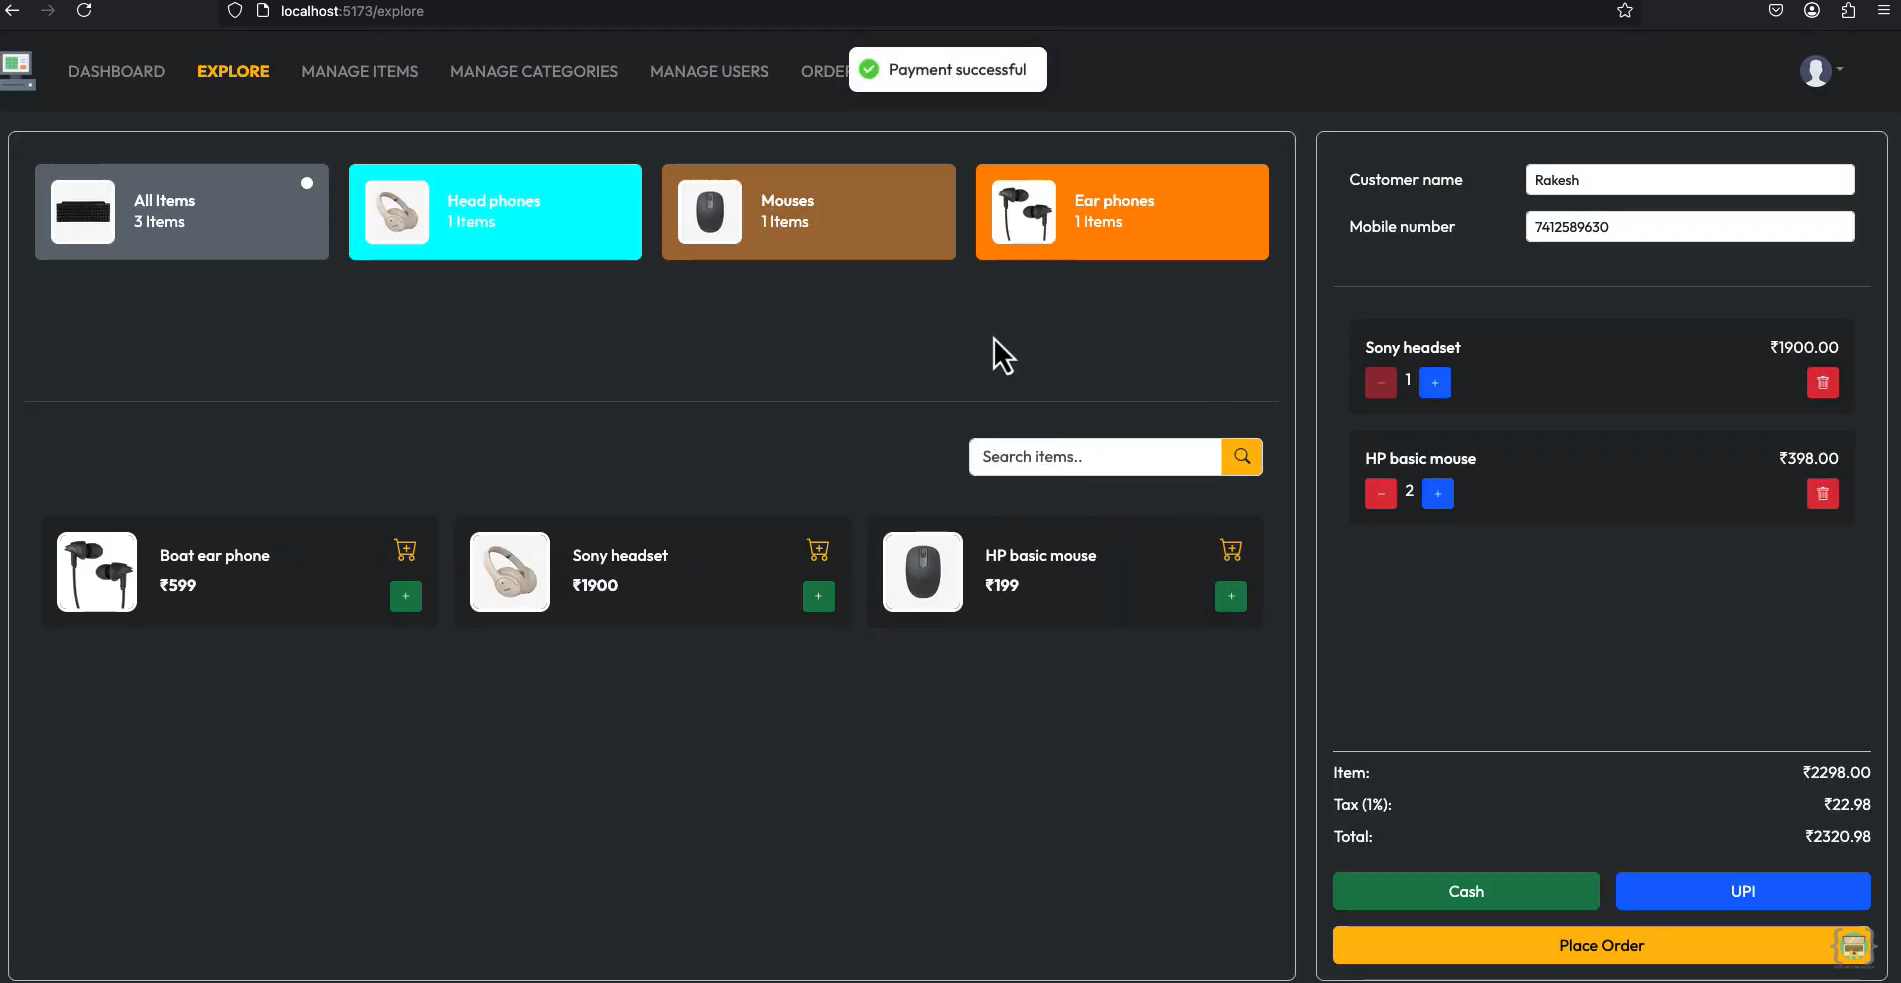 localhost:5173/explore
DASHBOARD EXPLORE MANAGE ITEMS MANAGE CATEGORIES MANAGE USERS ORDER
Payment successful
All Items
3 Items
Head phones
1 Items
Mouses
1 Items
Ear phones
1 Items
Search items..
Boat ear phone
₹599
+
Sony headset
₹1900
+
HP basic mouse
₹199
+
Customer name Rakesh
Mobile number 7412589630
Sony headset ₹1900.00
- 1 +
HP basic mouse ₹398.00
- 2 +
Item: ₹2298.00
Tax (1%): ₹22.98
Total: ₹2320.98
Cash UPI
Place Order